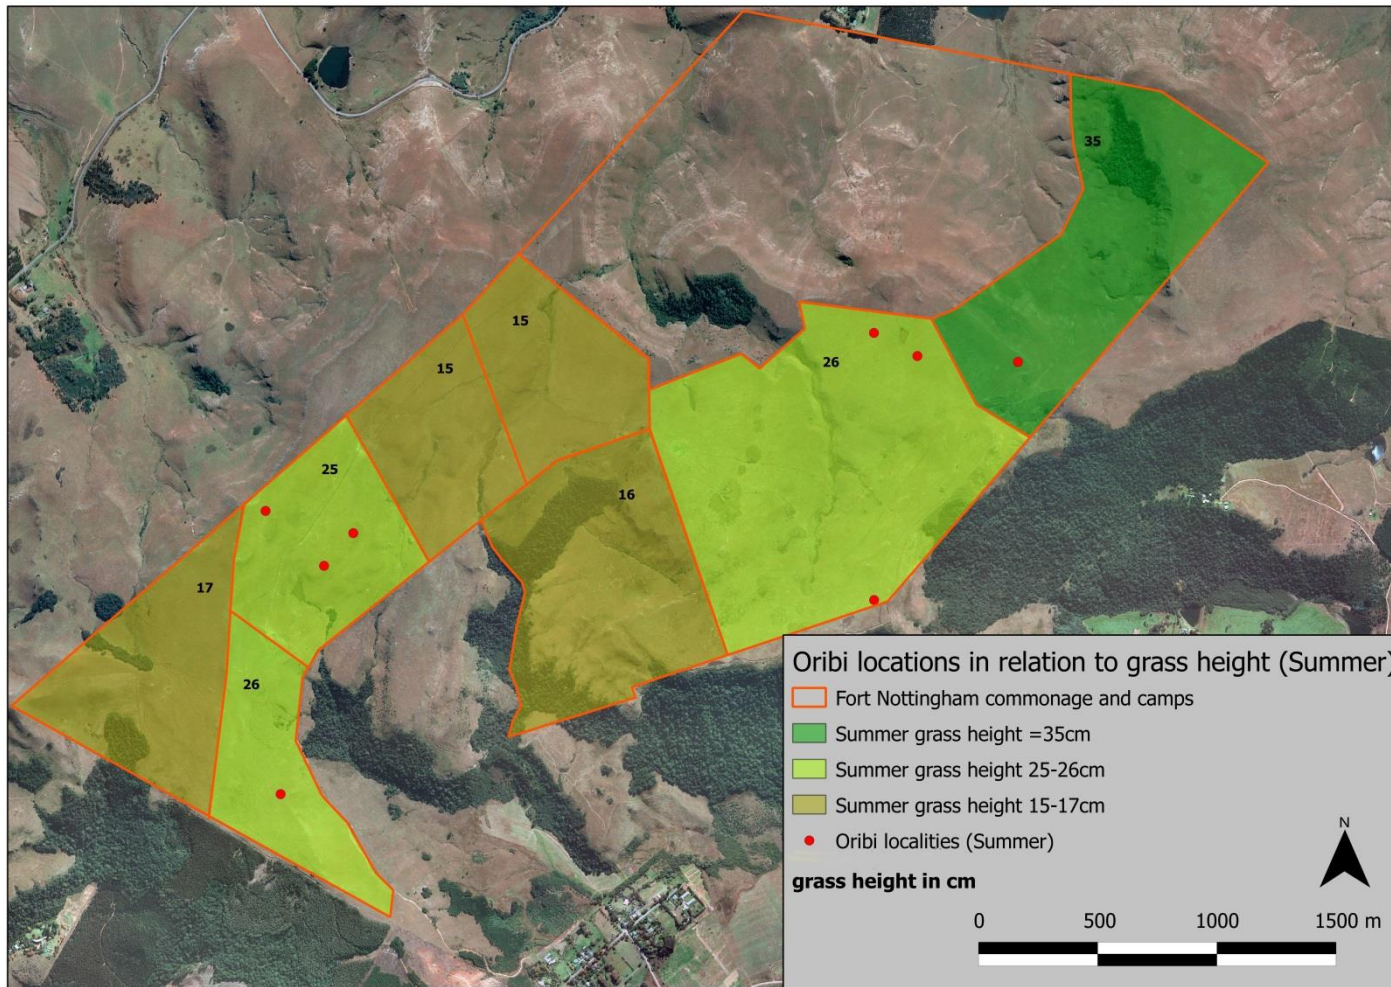 35
15
15
26
25
16
17
26
Oribi locations in relation to grass height (Summer)
Fort Nottingham commonage and camps
Summer grass height =35cm
Summer grass height 25-26cm
Summer grass height 15-17cm
Oribi localities (Summer)
grass height in cm
N
0 500 1000 1500 m